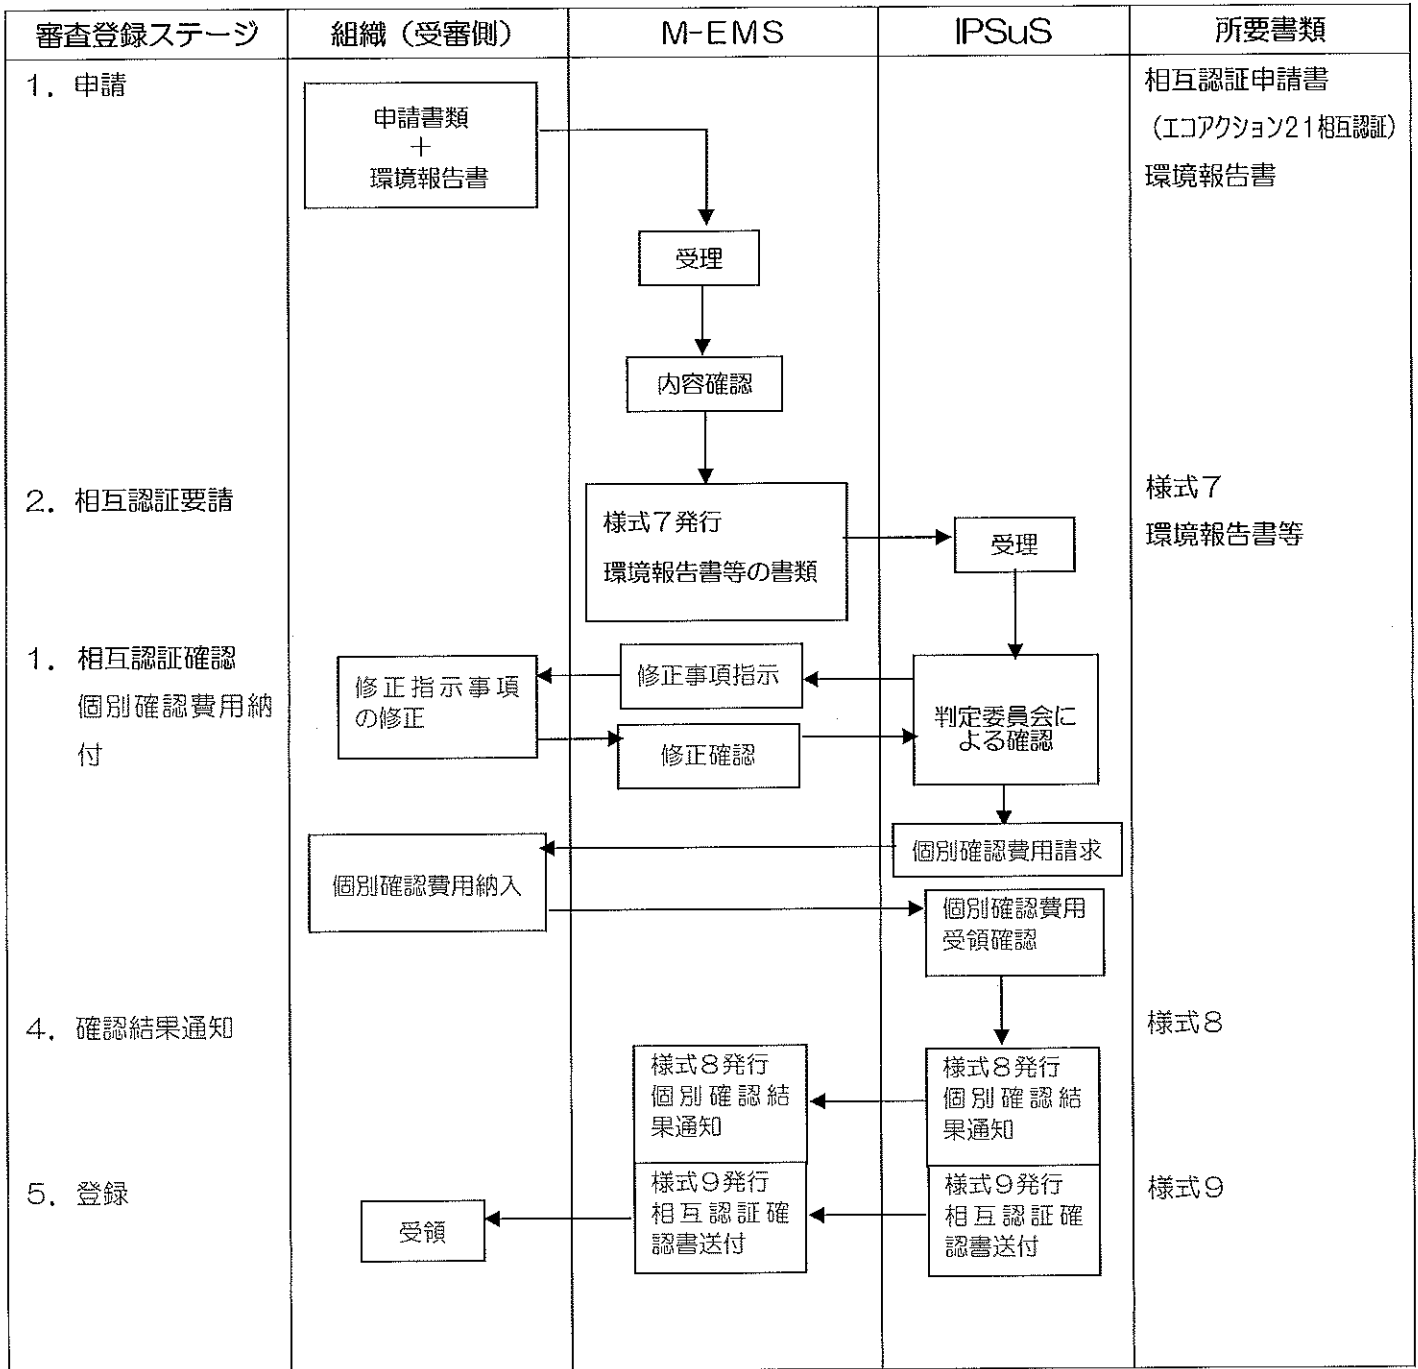 審査登録ステージ
組織（受審側）
M-EMS
IPSuS
所要書類
1．申請
申請書類
＋
環境報告書
相互認証申請書
（エコアクション21相互認証）
環境報告書
受理
内容確認
2．相互認証要請
様式7発行
環境報告書等の書類
受理
様式7
環境報告書等
1．相互認証確認
個別確認費用納
付
修正指示事項
の修正
修正事項指示
修正確認
判定委員会に
よる確認
個別確認費用請求
個別確認費用納入
個別確認費用
受領確認
4．確認結果通知
様式8発行
個別確認結
果通知
様式8発行
個別確認結
果通知
様式8
5．登録
受領
様式9発行
相互認証確
認書送付
様式9発行
相互認証確
認書送付
様式9